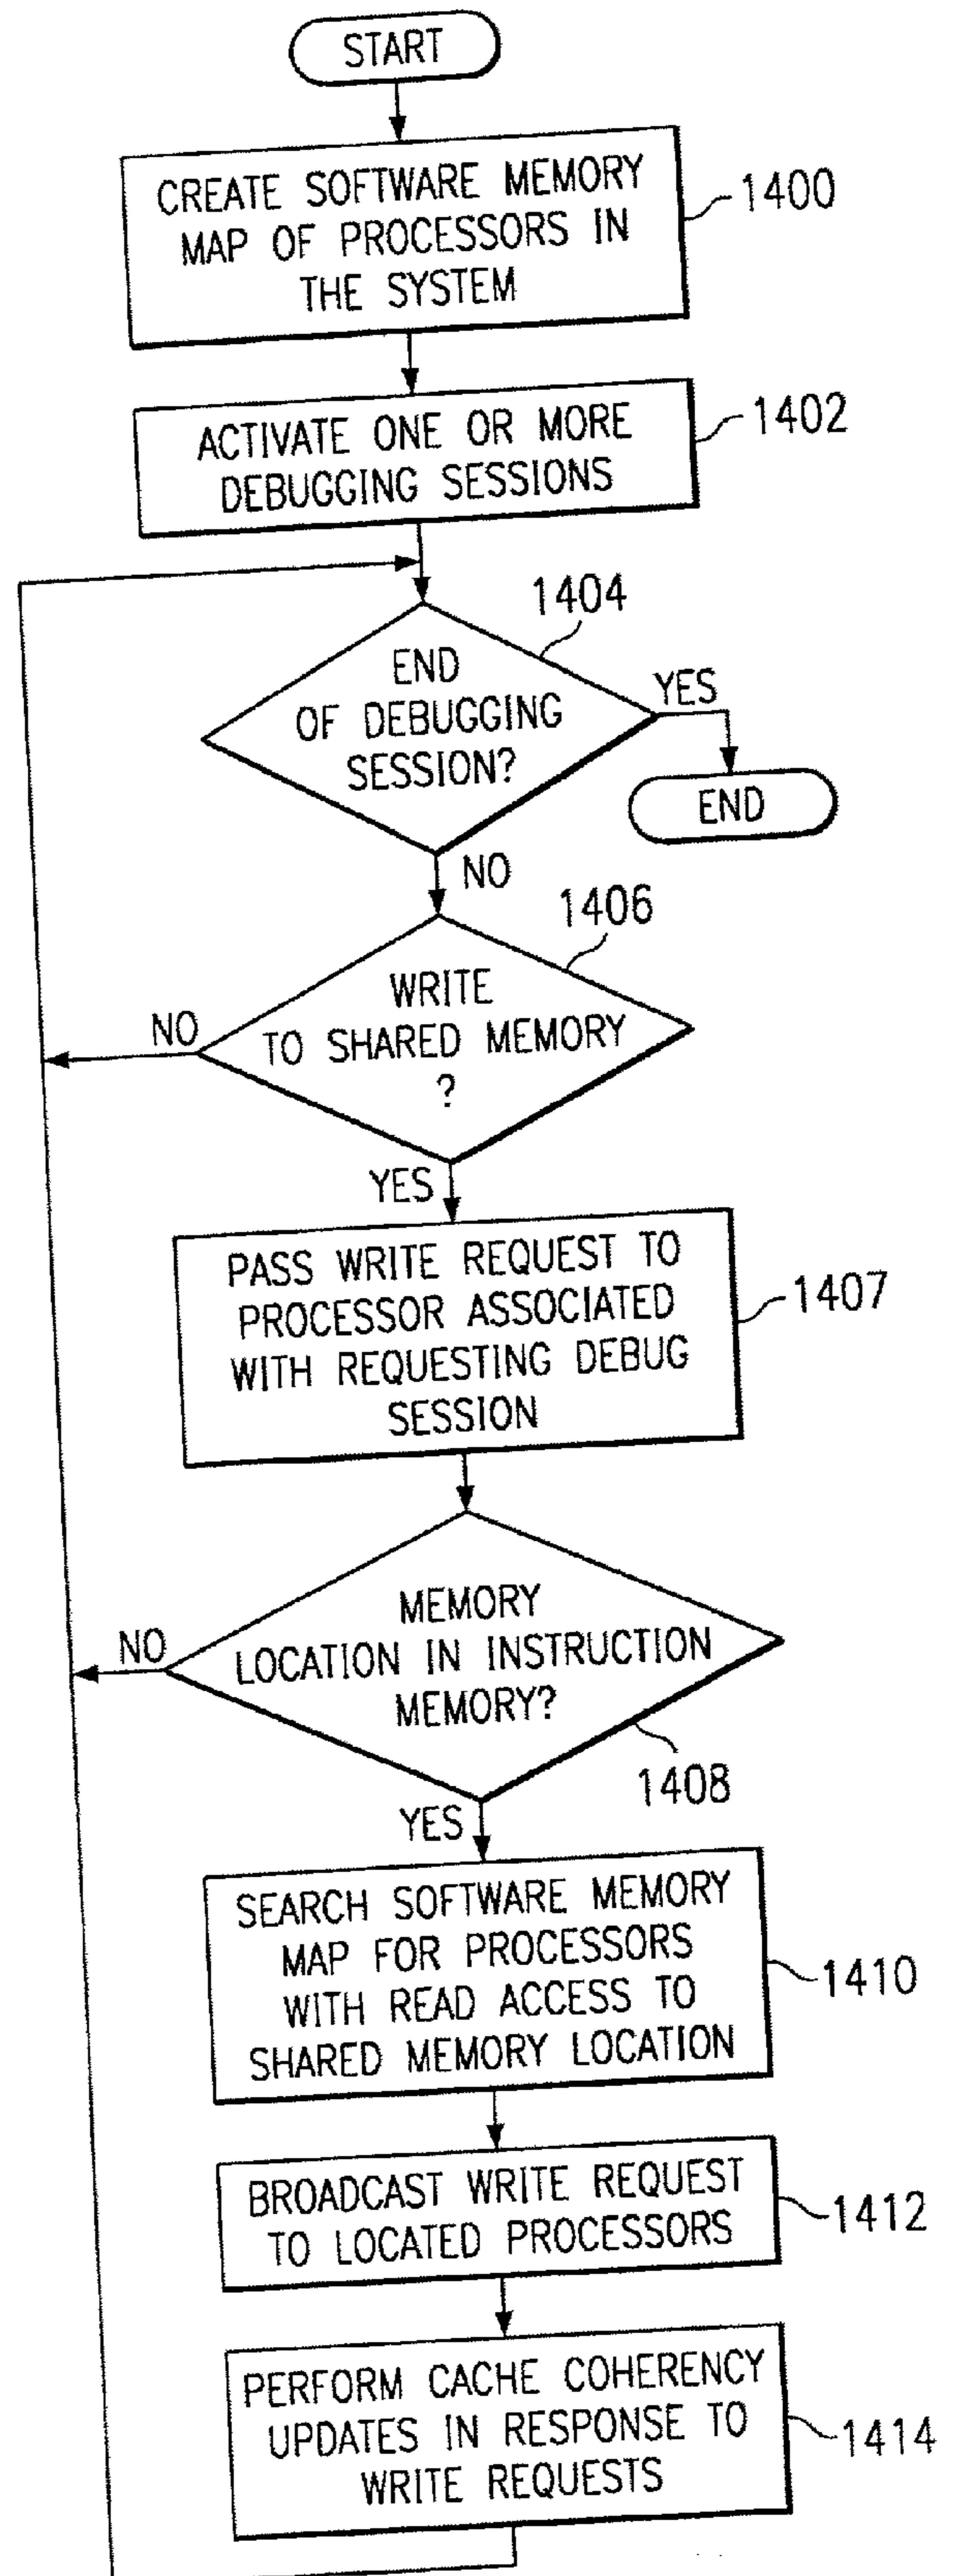 START
CREATE SOFTWARE MEMORY
MAP OF PROCESSORS IN
THE SYSTEM
1400
ACTIVATE ONE OR MORE
DEBUGGING SESSIONS
1402
1404
END
OF DEBUGGING
SESSION?
YES
END
NO
1406
WRITE
TO SHARED MEMORY
?
NO
YES
PASS WRITE REQUEST TO
PROCESSOR ASSOCIATED
WITH REQUESTING DEBUG
SESSION
1407
MEMORY
LOCATION IN INSTRUCTION
MEMORY?
NO
1408
YES
SEARCH SOFTWARE MEMORY
MAP FOR PROCESSORS
WITH READ ACCESS TO
SHARED MEMORY LOCATION
1410
BROADCAST WRITE REQUEST
TO LOCATED PROCESSORS
1412
PERFORM CACHE COHERENCY
UPDATES IN RESPONSE TO
WRITE REQUESTS
1414